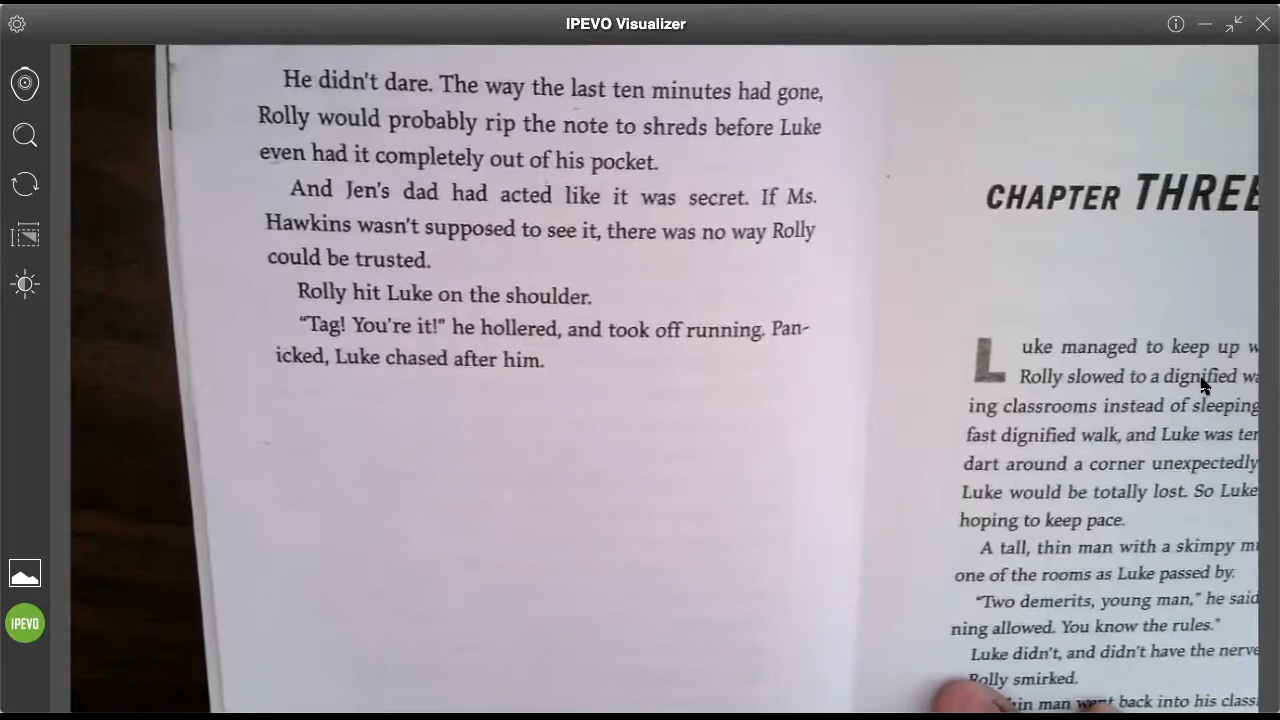 IPEVO Visualizer
He didn't dare. The way the last ten minutes had gone,
Rolly would probably rip the note to shreds before Luke
even had it completely out of his pocket.
And Jen's dad had acted like it was secret. If Ms.
Hawkins wasn't supposed to see it, there was no way Rolly
could be trusted.
Rolly hit Luke on the shoulder.
"Tag! You're it!" he hollered, and took off running. Pan-
icked, Luke chased after him.
CHAPTER THREE
Luke managed to keep up
Rolly slowed to a dignified
ing classrooms instead of sleeping
fast dignified walk, and Luke was
dart around a corner unexpectedly
Luke would be totally lost. So Luke
hoping to keep pace.
A tall, thin man with a skimpy
one of the rooms as Luke passed by.
"Two demerits, young man," he said
ning allowed. You know the rules."
Luke didn't, and didn't have the nerve
Rolly smirked.
man went back into his
IPEVO